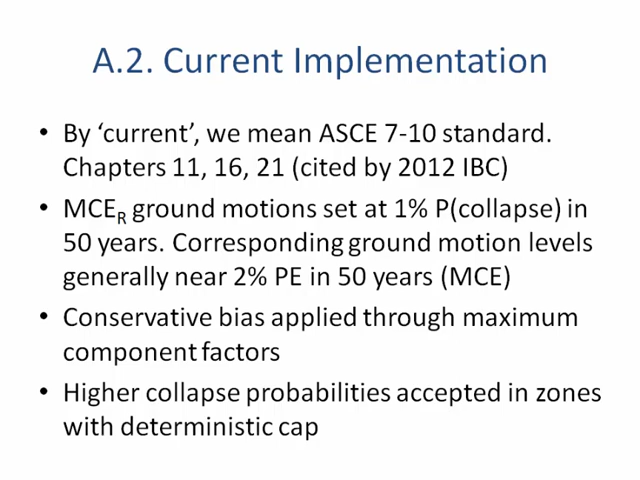 A.2. Current Implementation
• By ‘current’, we mean ASCE 7-10 standard.
Chapters 11, 16, 21 (cited by 2012 IBC)
• MCER ground motions set at 1% P(collapse) in
50 years. Corresponding ground motion levels
generally near 2% PE in 50 years (MCE)
• Conservative bias applied through maximum
component factors
• Higher collapse probabilities accepted in zones
with deterministic cap